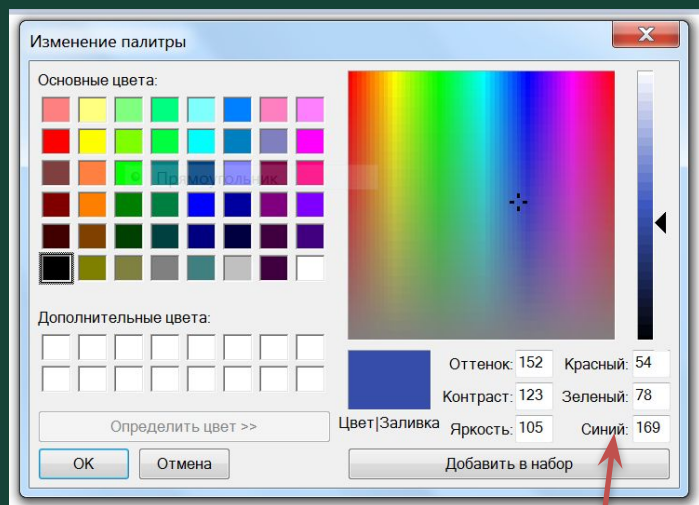 Изменение палитры
Основные цвета:
© Прямоугольник
Дополнительные цвета:
Определить цвет >>
OK
Отмена
Цвет|Заливка
Оттенок: 152
Контраст: 123
Яркость: 105
Красный: 54
Зеленый: 78
Синий: 169
Добавить в набор